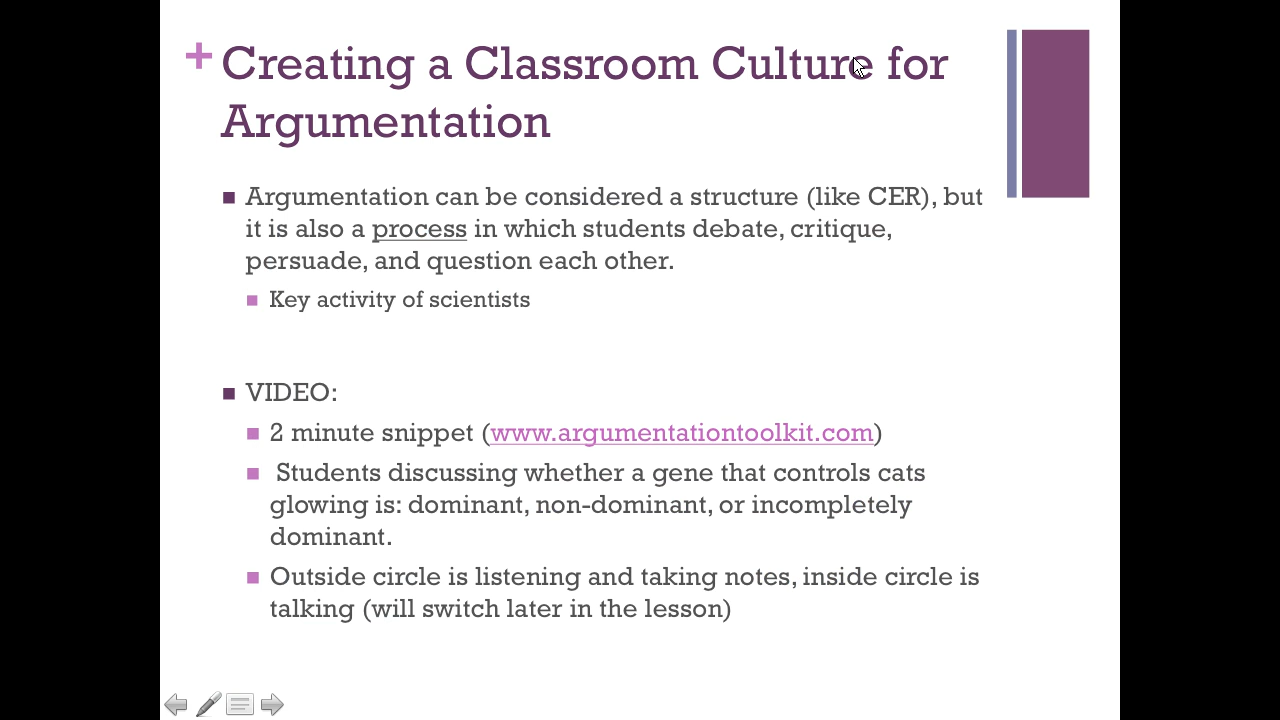 + Creating a Classroom Culture for
Argumentation
Argumentation can be considered a structure (like CER), but
it is also a process in which students debate, critique,
persuade, and question each other.
Key activity of scientists
VIDEO:
2 minute snippet (www.argumentationtoolkit.com)
Students discussing whether a gene that controls cats
glowing is: dominant, non-dominant, or incompletely
dominant.
Outside circle is listening and taking notes, inside circle is
talking (will switch later in the lesson)